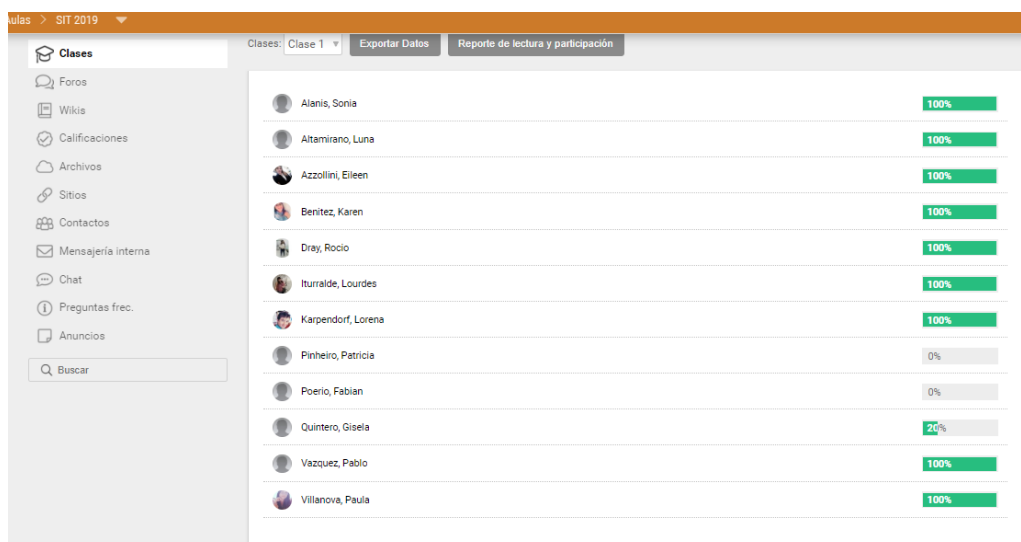 Aulas > SIT 2019
Clases
Foros
Wikis
Calificaciones
Archivos
Sitios
Contactos
Mensajería interna
Chat
Preguntas frec.
Anuncios
Buscar
Clases: Clase 1 Exportar Datos Reporte de lectura y participación
Alanis, Sonia 100%
Altamirano, Luna 100%
Azzollini, Eileen 100%
Benitez, Karen 100%
Dray, Rocio 100%
Iturralde, Lourdes 100%
Karpendorf, Lorena 100%
Pinheiro, Patricia 0%
Poerio, Fabian 0%
Quintero, Gisela 20%
Vazquez, Pablo 100%
Villanova, Paula 100%